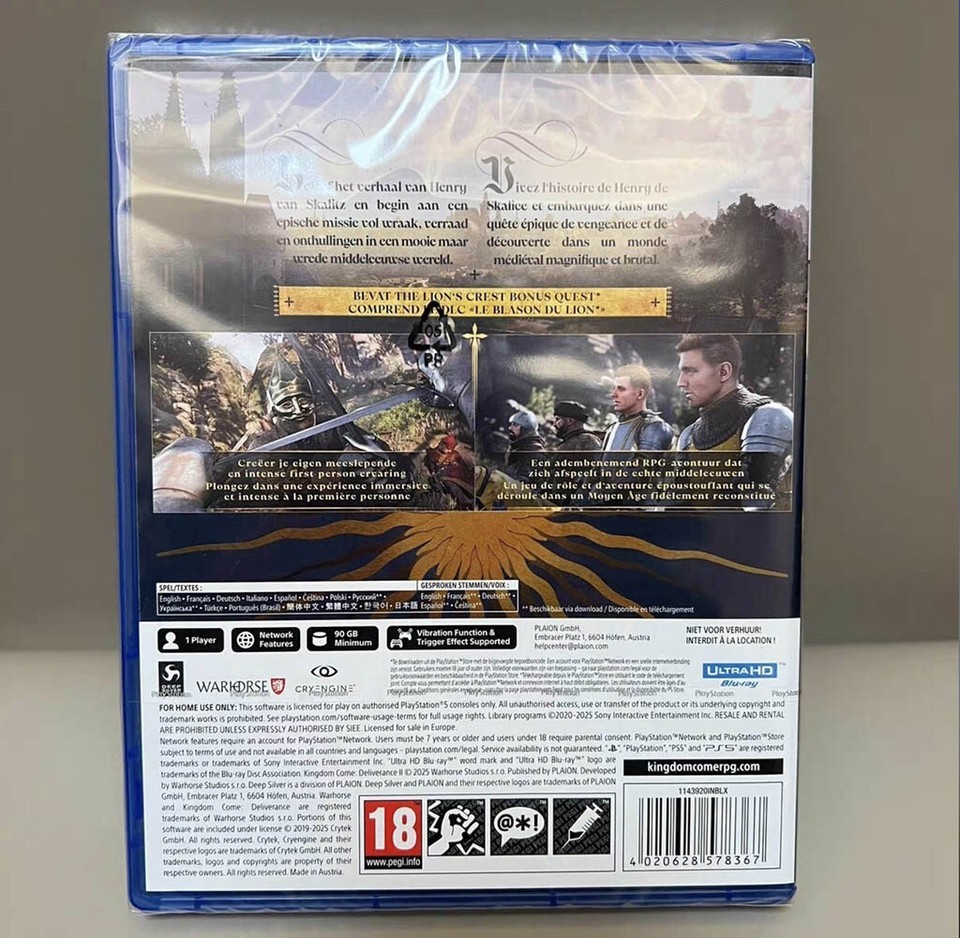 het verhaal van Henry
van Skalitz en begin aan een
epische missie vol wraak, verraad
en onthullingen in een mooie maar
wrede middeleeuwse wereld.
Vivez l'histoire de Henry de
Skalice et embarquez dans une
quête épique de vengeance et de
découverte dans un monde
médiéval magnifique et brutal.
BEVAT THE LION'S CREST BONUS QUEST*
COMPREND DLC «LE BLASON DU LION»*
05
PP
Creëer je eigen meeslepende
en intense first person ervaring
Plongez dans une expérience immersive
et intense à la première personne
Een adembenemend RPG avontuur dat
zich afspeelt in de echte middeleeuwen
Un jeu de rôle et d'aventure époustouflant qui se
déroule dans un Moyen Âge fidèlement reconstitué
SPEL/TEXTES :
English • Français • Deutsch • Italiano • Español • Čeština • Polski • Русский** •
Українська** • Türkçe • Português (Brasil) • 简体中文 • 繁體中文 • 한국어 • 日本語
GESPROKEN STEMMEN/VOIX :
English • Français** • Deutsch** •
Español** • Čeština**
** Beschikbaar via download / Disponible en téléchargement
1 Player
Network
Features
90 GB
Minimum
Vibration Function &
Trigger Effect Supported
PLAION GmbH,
Embracer Platz 1, 6604 Höfen, Austria
helpcenter@plaion.com
NIET VOOR VERHUUR!
INTERDIT À LA LOCATION !
DEEP
SILVER
WARHORSE
CRYENGINE®
ULTRA HD™
Blu-ray™
PlayStation PlayStation PlayStation PlayStation PlayStation PlayStation PlayStation PlayStation
FOR HOME USE ONLY: This software is licensed for play on authorised PlayStation®5 consoles only. All unauthorised access, use or transfer of the product or its underlying copyright and
trademark works is prohibited. See playstation.com/software-usage-terms for full usage rights. Library programs ©2020-2025 Sony Interactive Entertainment Inc. RESALE AND RENTAL
ARE PROHIBITED UNLESS EXPRESSLY AUTHORISED BY SIEE. Licensed for sale in Europe.
Network features require an account for PlayStation™Network. Users must be 7 years or older and users under 18 require parental consent. PlayStation™Network and PlayStation™Store
subject to terms of use and not available in all countries and languages - playstation.com/legal. Service availability is not guaranteed. "PlayStation", "PS5" and "PS5" are registered
trademarks or trademarks of Sony Interactive Entertainment Inc. "Ultra HD Blu-ray™" word mark and "Ultra HD Blu-ray™" logo are
trademarks of the Blu-ray Disc Association. Kingdom Come: Deliverance II © 2025 Warhorse Studios s.r.o. Published by PLAION. Developed
by Warhorse Studios s.r.o. Deep Silver is a division of PLAION. Deep Silver and PLAION and their respective logos are trademarks of PLAION
GmbH, Embracer Platz 1, 6604 Höfen, Austria. Warhorse
and Kingdom Come: Deliverance are registered
trademarks of Warhorse Studios s.r.o. Portions of this
software are included under license © 2019-2025 Crytek
GmbH. All rights reserved. Crytek, Cryengine and their
respective logos are trademarks of Crytek GmbH. All other
trademarks, logos and copyrights are property of their
respective owners. All rights reserved. Made in Austria.
kingdomcomerpg.com
18
www.pegi.info
@*!
1143920INBLX
4 020628 578367